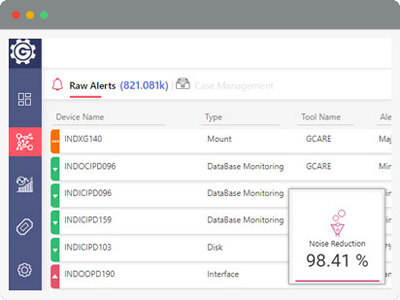 G
Raw Alerts (821.081k) Case Management
Device Name Type Tool Name Ale
INDXG140 Mount GCARE Maj
INDOCIPD096 DataBase Monitoring GCARE Min
INDICIPD096 DataBase Monitoring
INDICIPD159 DataBase Monitoring
INDICIPD103 Disk
INDOOPD190 Interface
Noise Reduction
98.41 %